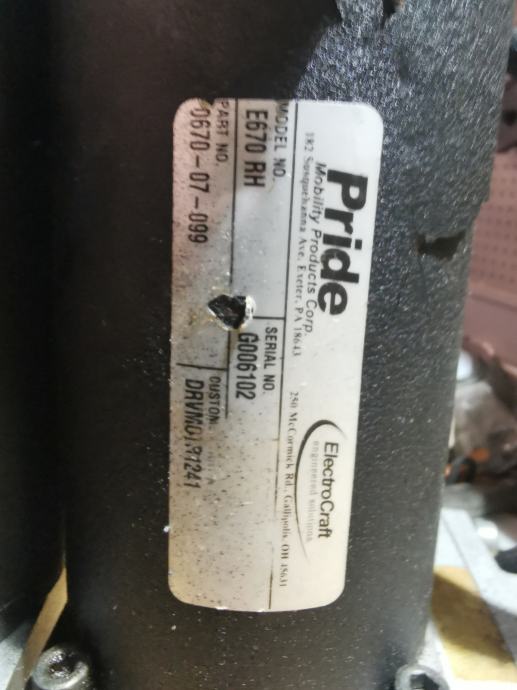 Pride
Mobility Products Corp.
182 Susquehanna Ave. Exeter, PA 18643
ElectroCraft
engineered solutions
250 McCormick Rd., Gallipolis, OH 45631
MODEL NO.
E670 RH
SERIAL NO.
G006102
PART NO.
0670-07-099
CUSTOM